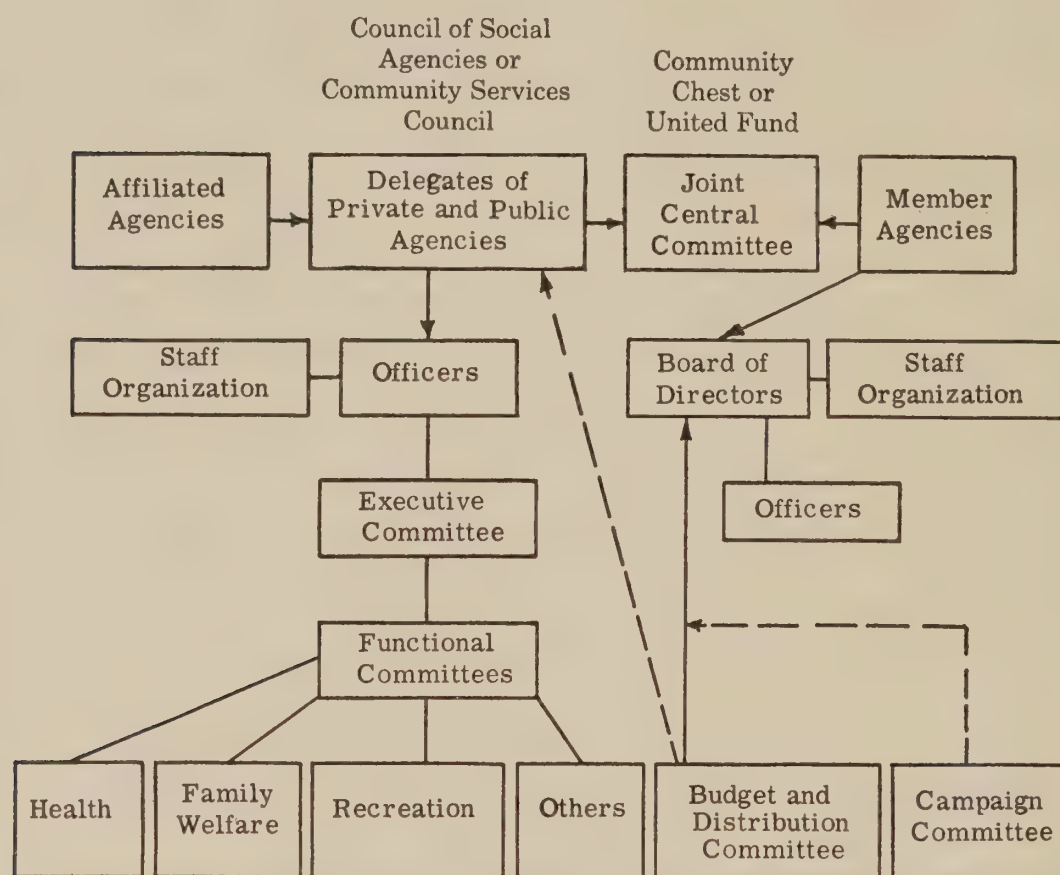 Council of Social
Agencies or
Community Services
Council
Community
Chest or
United Fund
Affiliated
Agencies
Delegates of
Private and Public
Agencies
Joint
Central
Committee
Member
Agencies
Staff
Organization
Officers
Board of
Directors
Staff
Organization
Executive
Committee
Officers
Functional
Committees
Health
Family
Welfare
Recreation
Others
Budget and
Distribution
Committee
Campaign
Committee